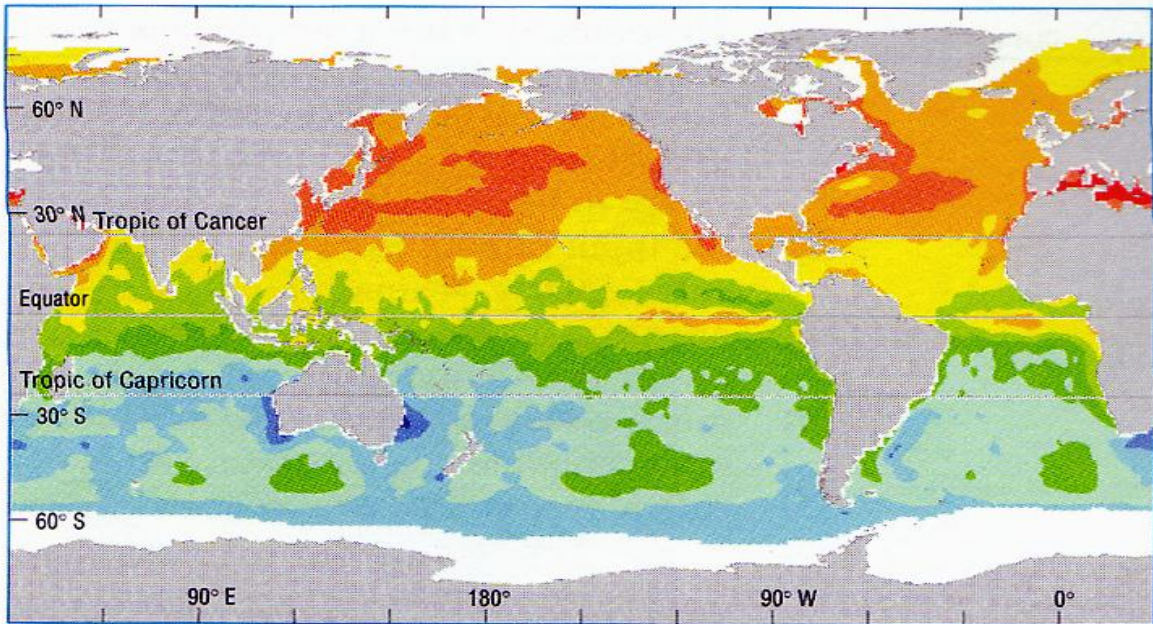 60° N
30° N
Tropic of Cancer
Equator
Tropic of Capricorn
30° S
60° S
90° E
180°
90° W
0°